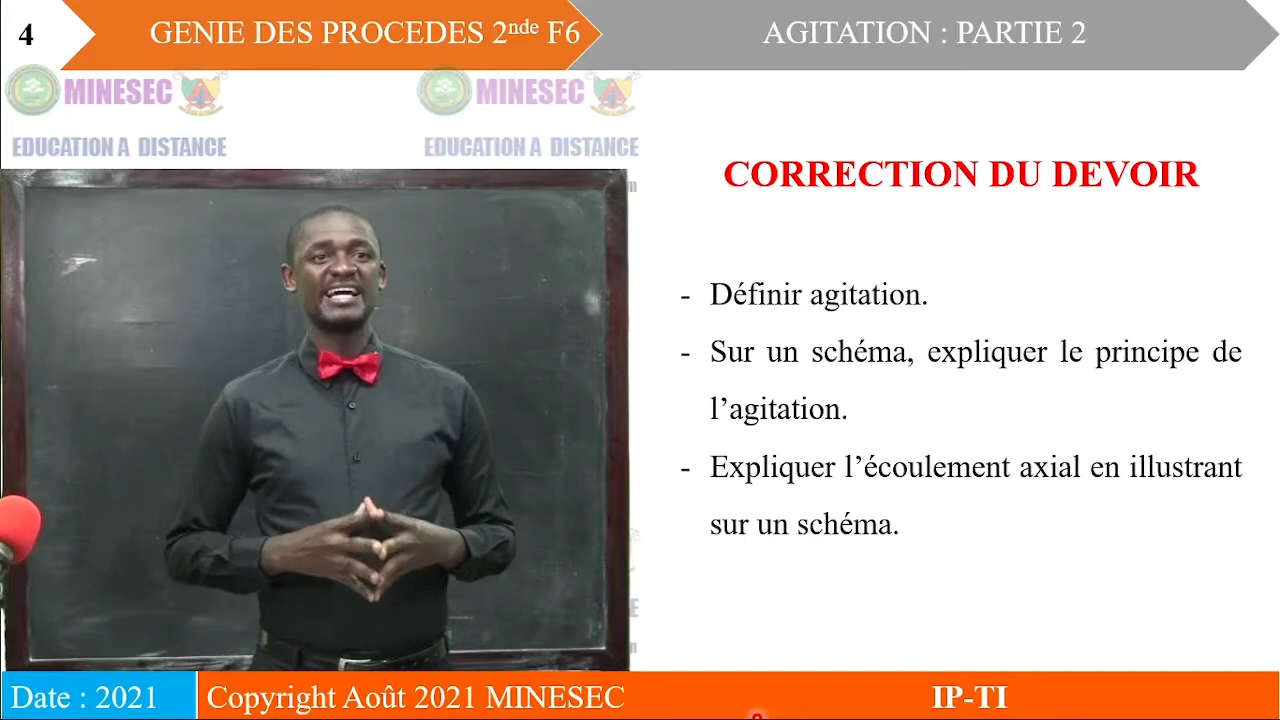 4
GENIE DES PROCEDES 2nde F6
AGITATION : PARTIE 2
MINESEC
MINESEC
EDUCATION A DISTANCE
EDUCATION A DISTANCE
CORRECTION DU DEVOIR
- Définir agitation.
- Sur un schéma, expliquer le principe de
l’agitation.
- Expliquer l’écoulement axial en illustrant
sur un schéma.
Date : 2021
Copyright Août 2021 MINESEC
IP-TI